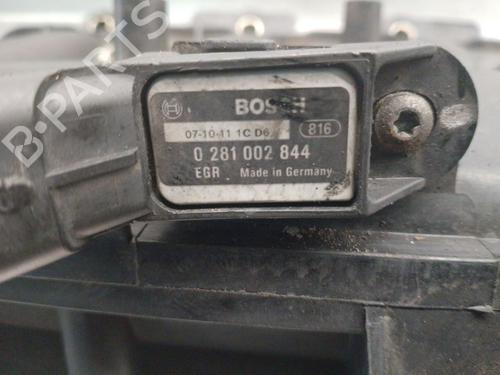 B-PARTS
BOSCH
07-10-11 1C D6 816
0 281 002 844
EGR Made in Germany